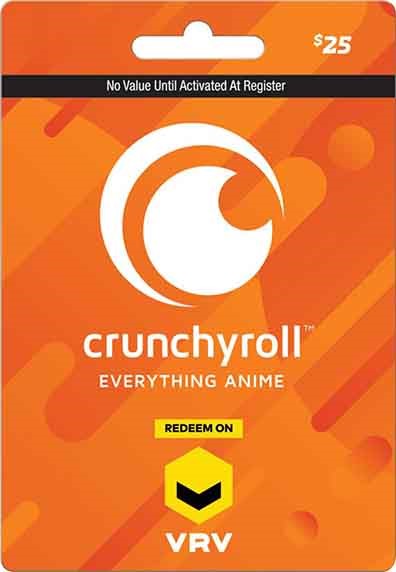 $25
No Value Until Activated At Register
crunchyroll™
EVERYTHING ANIME
REDEEM ON
VRV